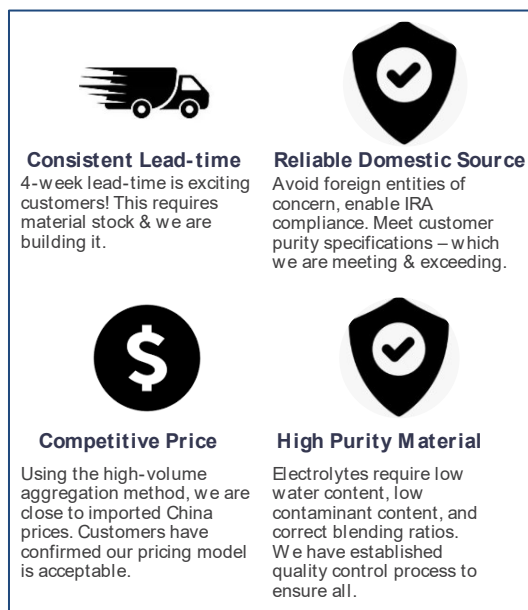 Consistent Lead-time
4-week lead-time is exciting
customers! This requires
material stock & we are
building it.
Reliable Domestic Source
Avoid foreign entities of
concern, enable IRA
compliance. Meet customer
purity specifications – which
we are meeting & exceeding.
$
Competitive Price
Using the high-volume
aggregation method, we are
close to imported China
prices. Customers have
confirmed our pricing model
is acceptable.
High Purity Material
Electrolytes require low
water content, low
contaminant content, and
correct blending ratios.
We have established
quality control process to
ensure all.